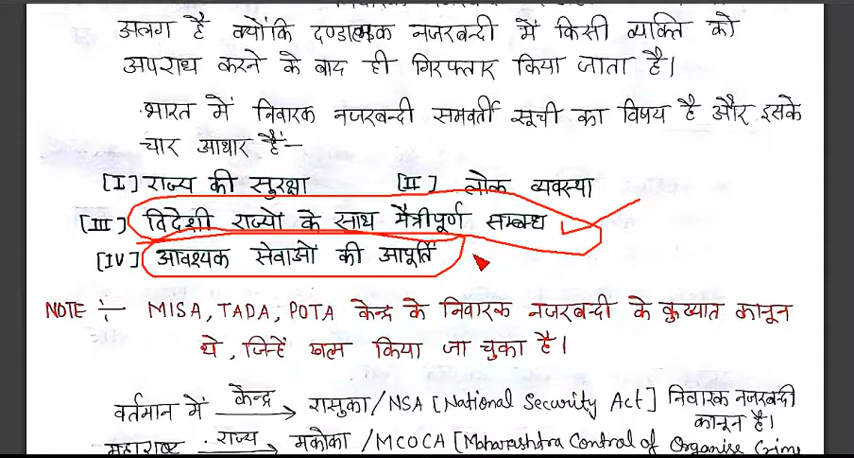 अलग है क्योंकि दण्डात्मक नजरबन्दी में किसी व्यक्ति को
अपराध करने के बाद ही गिरफ्तार किया जाता है।
भारत में निवारक नजरबन्दी समवर्ती सूची का विषय है और इसके
चार आधार हैं-
[I] राज्य की सुरक्षा [II] लोक व्यवस्था
[III] विदेशी राज्यों के साथ मैत्रीपूर्ण सम्बन्ध
[IV] आवश्यक सेवाओं की आपूर्ति
NOTE :- MISA, TADA, POTA केन्द्र के निवारक नजरबन्दी के कुख्यात कानून
थे, जिन्हें खत्म किया जा चुका है।
वर्तमान में केन्द्र → रासुका/NSA [National Security Act] निवारक नजरबन्दी
कानून है।
महाराष्ट्र राज्य → मकोका/MCOCA [Maharashtra Control of Organise Crime